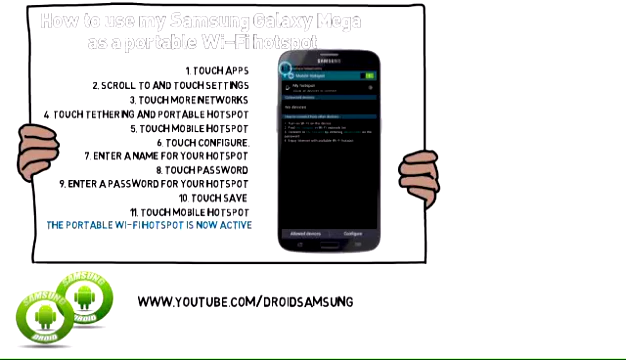 How to use my Samsung Galaxy Mega
as a portable Wi-Fi hotspot
1. TOUCH APPS
2. SCROLL TO AND TOUCH SETTINGS
3. TOUCH MORE NETWORKS
4. TOUCH TETHERING AND PORTABLE HOTSPOT
5. TOUCH MOBILE HOTSPOT
6. TOUCH CONFIGURE.
7. ENTER A NAME FOR YOUR HOTSPOT
8. TOUCH PASSWORD
9. ENTER A PASSWORD FOR YOUR HOTSPOT
10. TOUCH SAVE
11. TOUCH MOBILE HOTSPOT
THE PORTABLE WI-FI HOTSPOT IS NOW ACTIVE
SAMSUNG
Mobile hotspot
My hotspot
No devices
Allowed devices Configure
SAMSUNG
DROID
SAMSUNG
DROID
WWW.YOUTUBE.COM/DROIDSAMSUNG